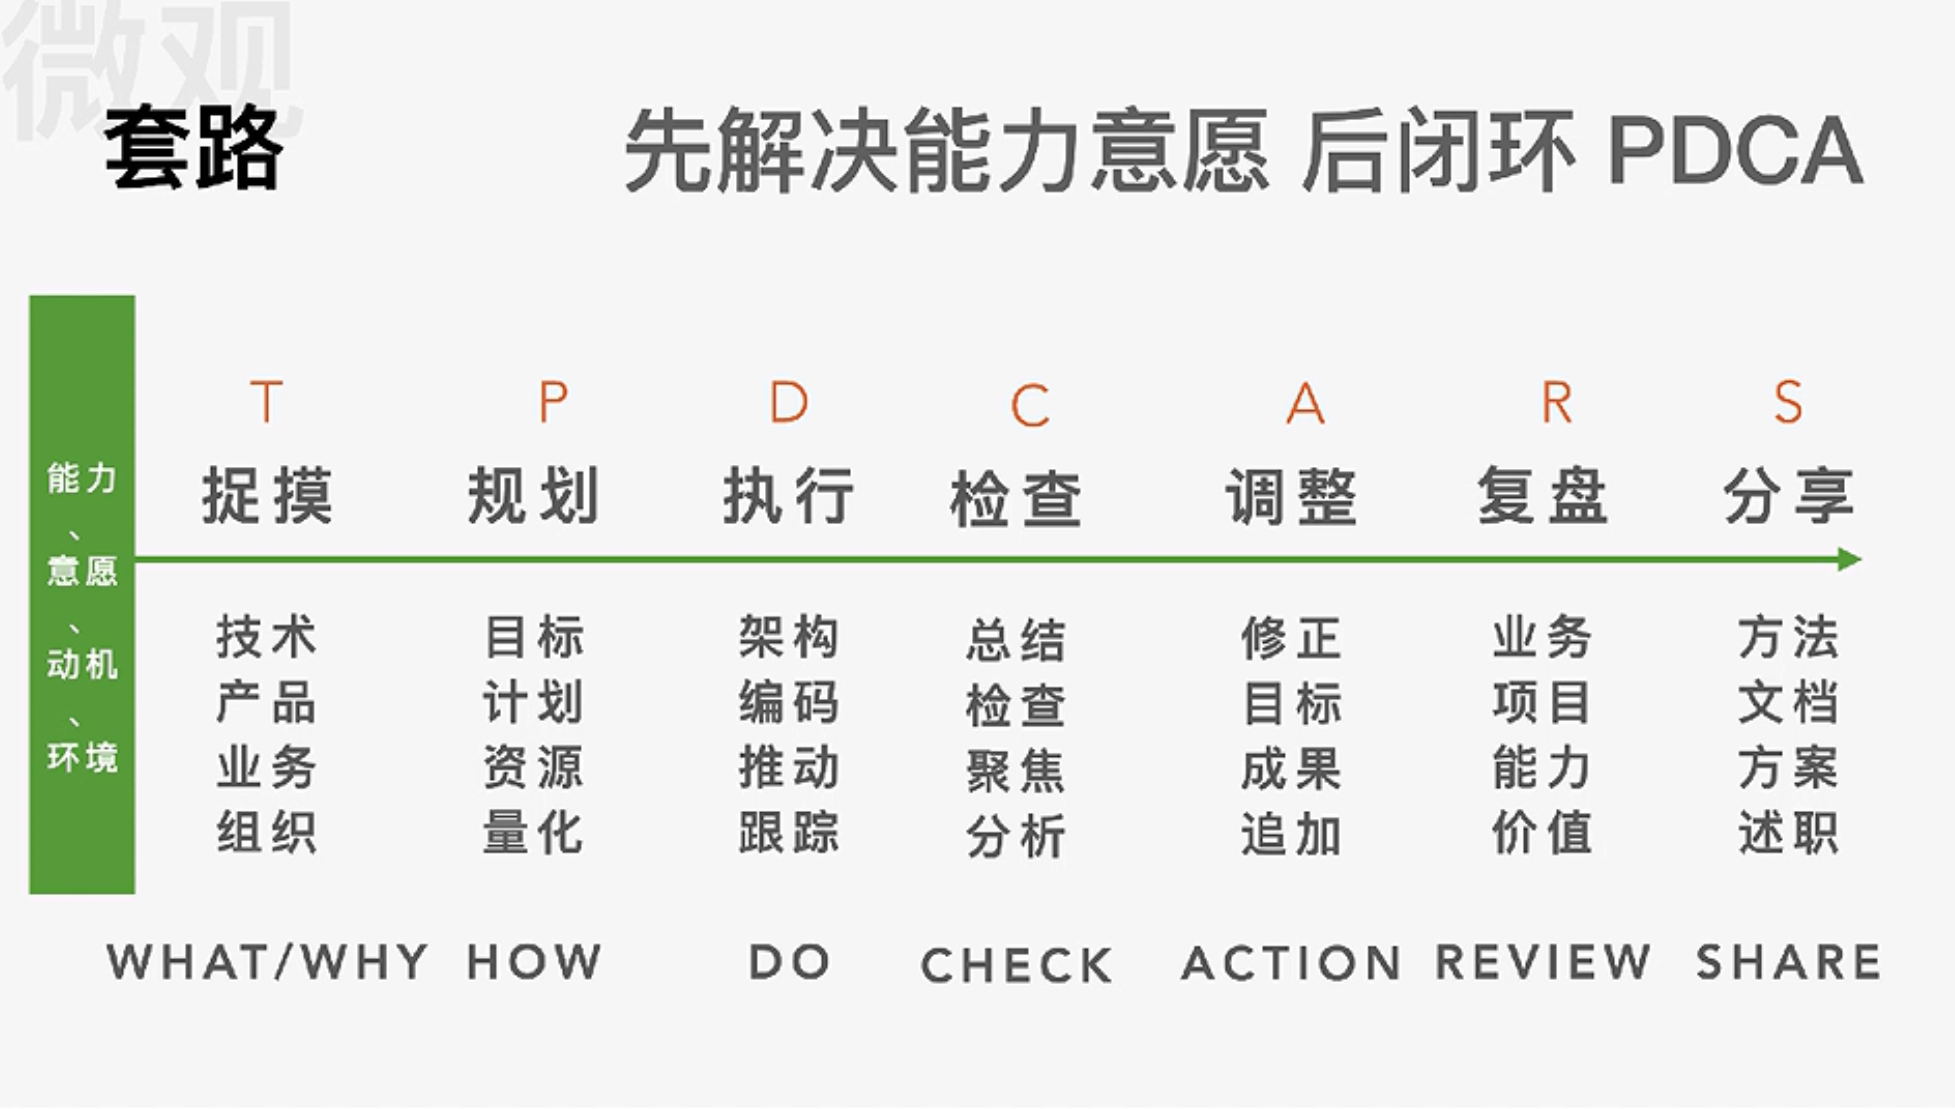 微观
套路
先解决能力意愿 后闭环 PDCA
能力
、
意愿
、
动机
、
环境
T P D C A R S
捉摸 规划 执行 检查 调整 复盘 分享
技术 目标 架构 总结 修正 业务 方法
产品 计划 编码 检查 目标 项目 文档
业务 资源 推动 聚焦 成果 能力 方案
组织 量化 跟踪 分析 追加 价值 述职
WHAT/WHY HOW DO CHECK ACTION REVIEW SHARE